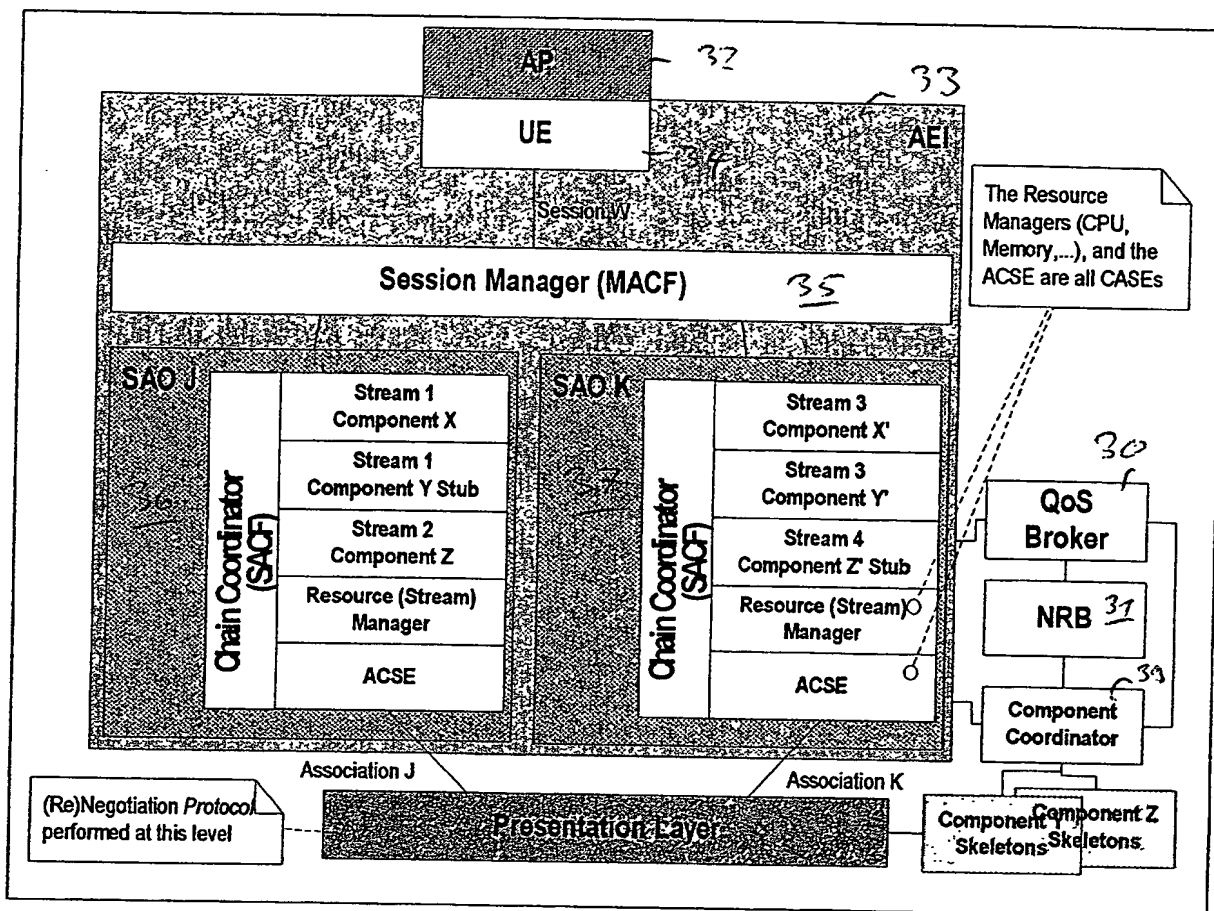 AP
32
33
UE
34
AEI
Session W
The Resource
Managers (CPU,
Memory,...), and the
ACSE are all CASEs
Session Manager (MACF)
35
SAO J
36
Chain Coordinator
(SACF)
Stream 1
Component X
Stream 1
Component Y Stub
Stream 2
Component Z
Resource (Stream)
Manager
ACSE
SAO K
37
Chain Coordinator
(SACF)
Stream 3
Component X'
Stream 3
Component Y'
Stream 4
Component Z' Stub
Resource (Stream)
Manager
ACSE
30
QoS
Broker
NRB
31
39
Component
Coordinator
Association J
Association K
(Re)Negotiation Protocol
performed at this level
Presentation Layer
Component Y
Skeletons
Component Z
Skeletons